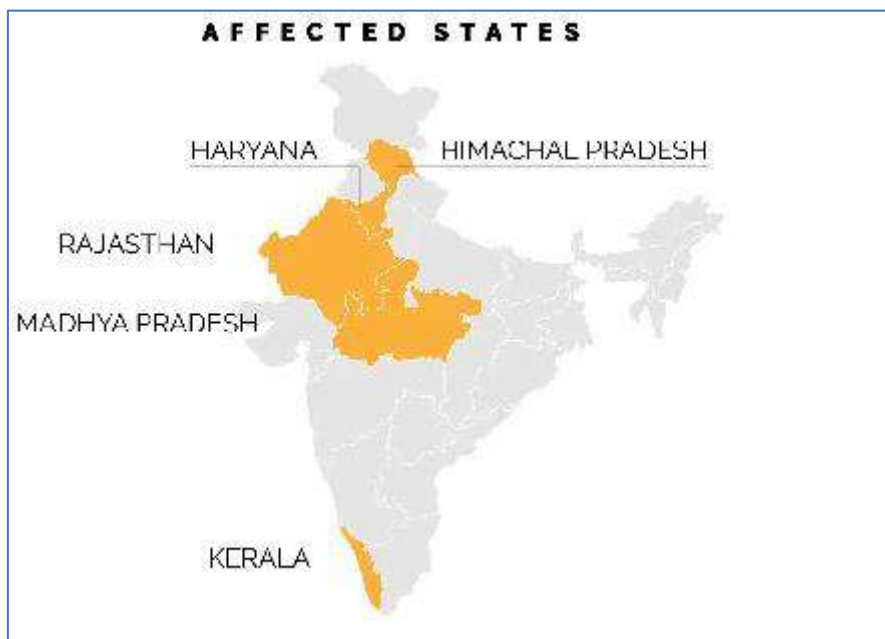 AFFECTED STATES
HARYANA
HIMACHAL PRADESH
RAJASTHAN
MADHYA PRADESH
KERALA